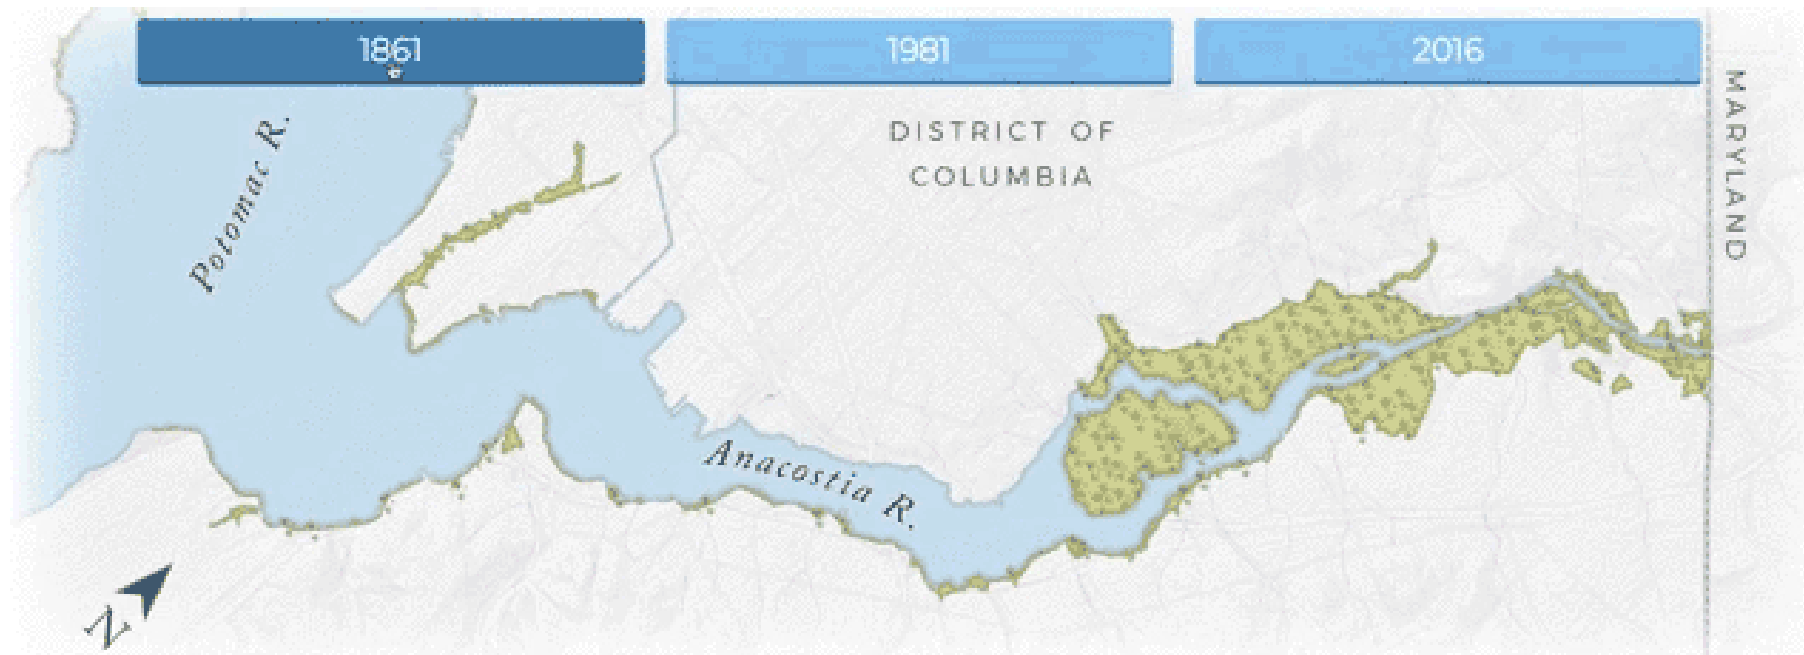 1861
1981
2016
MARYLAND
DISTRICT OF
COLUMBIA
Potomac R.
Anacostia R.
N